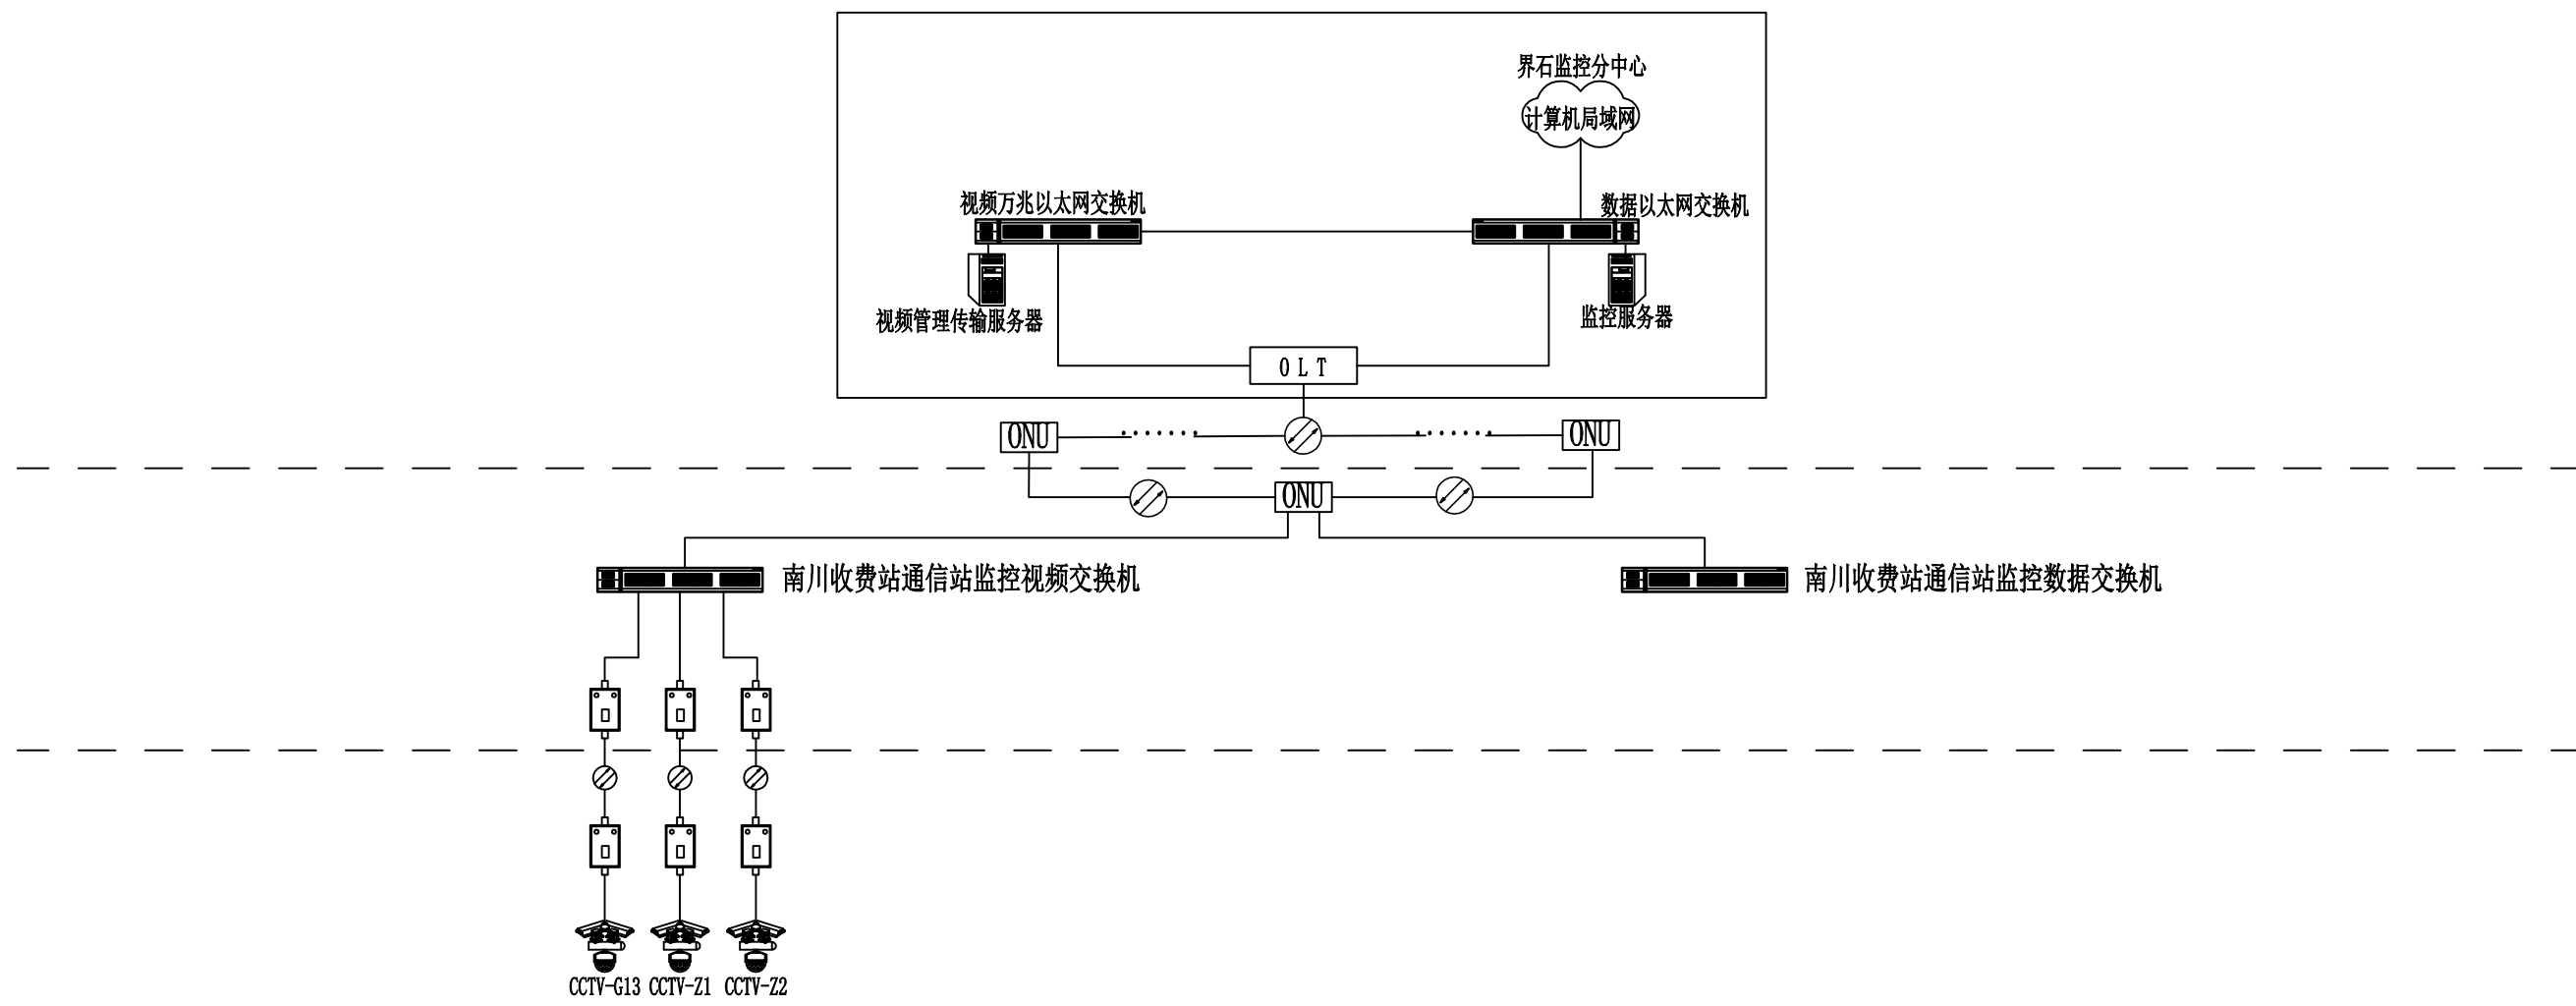 界石监控分中心
计算机局域网
视频万兆以太网交换机
数据以太网交换机
视频管理传输服务器
监控服务器
OLT
ONU
ONU
ONU
南川收费站通信站监控视频交换机
南川收费站通信站监控数据交换机
CCTV-G13
CCTV-Z1
CCTV-Z2